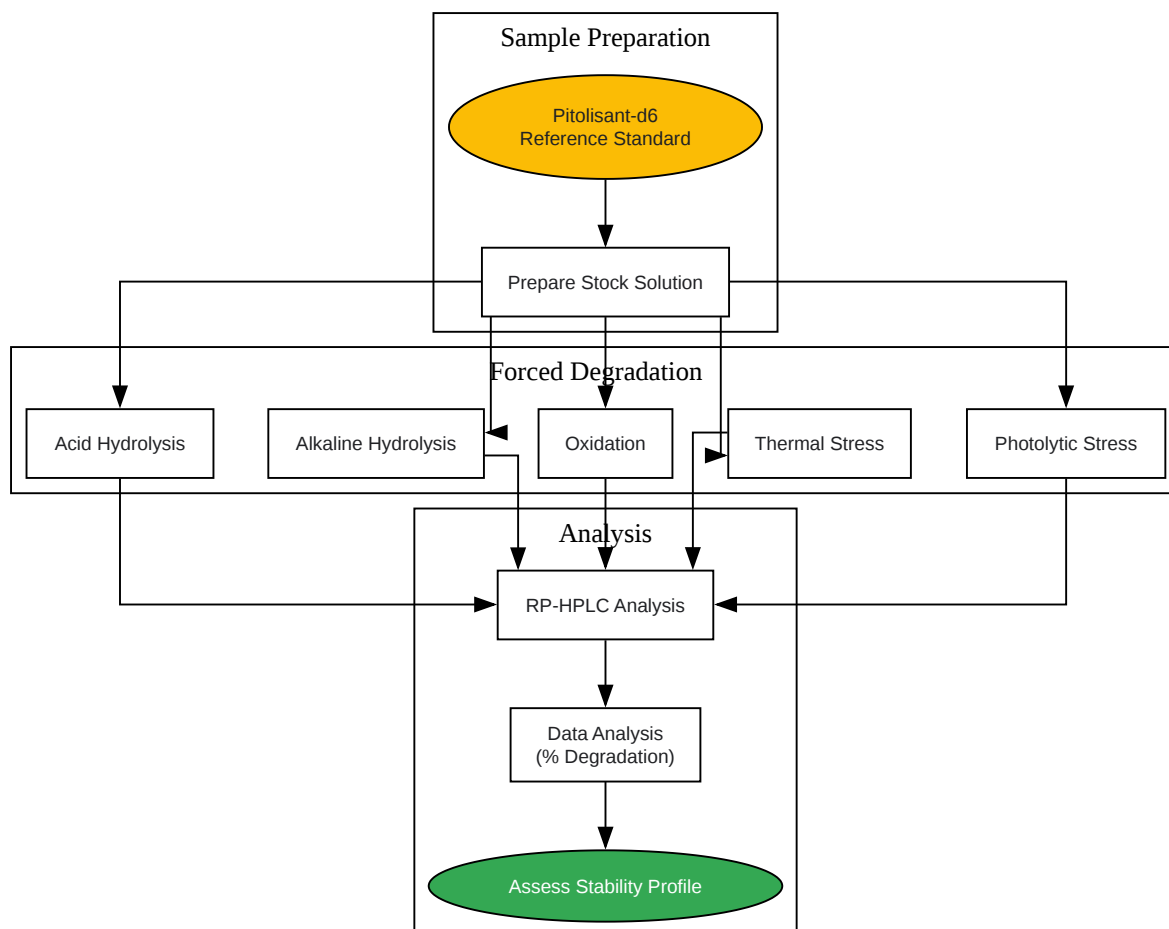 Sample Preparation
Pitolisant-d6
Reference Standard
Prepare Stock Solution
Forced Degradation
Acid Hydrolysis
Alkaline Hydrolysis
Oxidation
Thermal Stress
Photolytic Stress
Analysis
RP-HPLC Analysis
Data Analysis
(% Degradation)
Assess Stability Profile